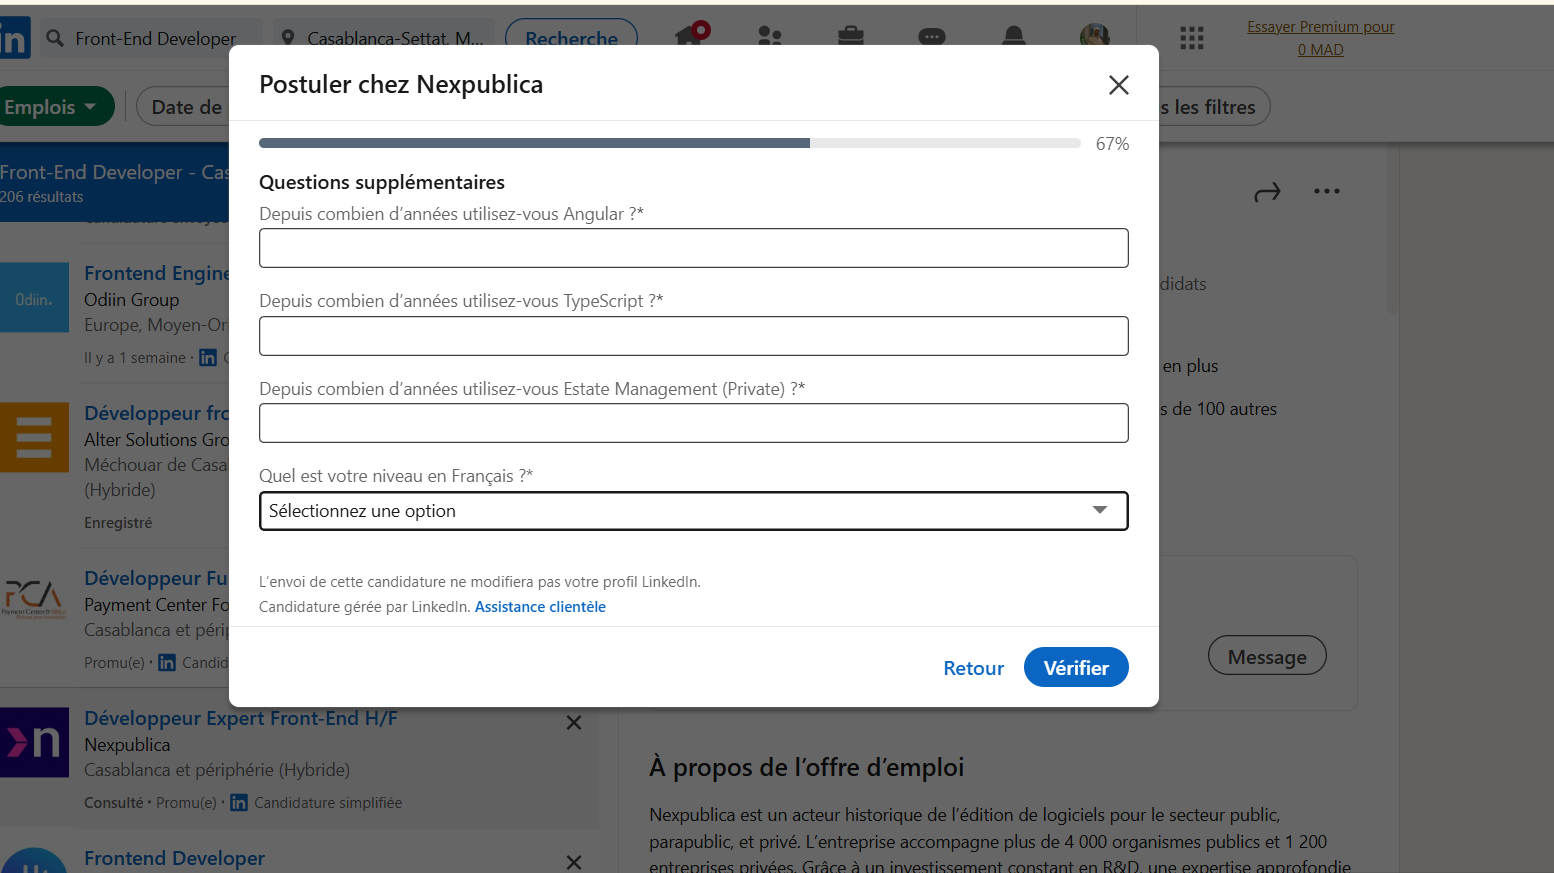 in
Front-End Developer
Casablanca-Settat, M...
Recherche
Essayer Premium pour
0 MAD
Emplois
Date de
s les filtres
Front-End Developer - Cas
206 résultats
Postuler chez Nexpublica
67%
Questions supplémentaires
Depuis combien d'années utilisez-vous Angular ?*
Depuis combien d'années utilisez-vous TypeScript ?*
Depuis combien d'années utilisez-vous Estate Management (Private) ?*
Quel est votre niveau en Français ?*
Sélectionnez une option
L'envoi de cette candidature ne modifiera pas votre profil LinkedIn.
Candidature gérée par LinkedIn. Assistance clientèle
Retour
Vérifier
Odiin.
Frontend Engine
Odiin Group
Europe, Moyen-Or
Il y a 1 semaine · in C
Développeur fro
Alter Solutions Gro
Méchouar de Casa
(Hybride)
Enregistré
PCA
Développeur Fu
Payment Center Fo
Casablanca et périp
Promu(e) · in Candid
n
Développeur Expert Front-End H/F
Nexpublica
Casablanca et périphérie (Hybride)
Consulté · Promu(e) · in Candidature simplifiée
Frontend Developer
didats
en plus
s de 100 autres
Message
À propos de l'offre d'emploi
Nexpublica est un acteur historique de l'édition de logiciels pour le secteur public,
parapublic, et privé. L'entreprise accompagne plus de 4 000 organismes publics et 1 200
entreprises privées. Grâce à un investissement constant en R&D, une expertise approfondie